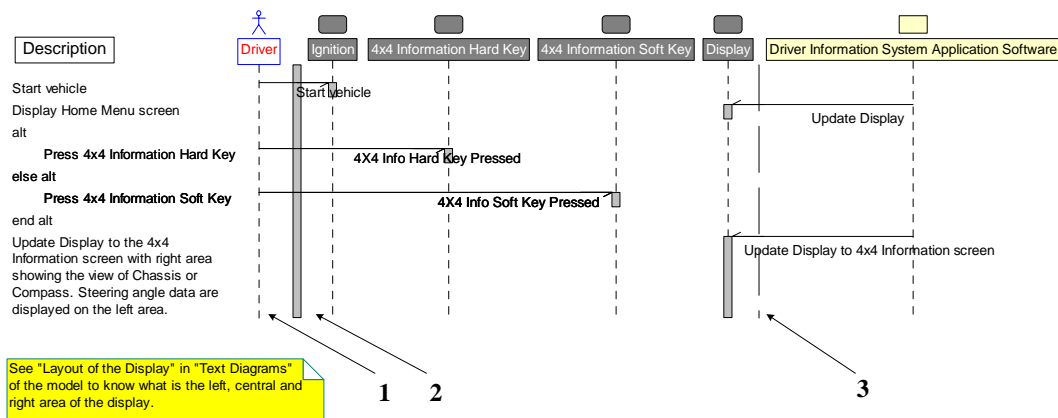 Description
Driver
Ignition
4x4 Information Hard Key
4x4 Information Soft Key
Display
Driver Information System Application Software
Start vehicle
Start vehicle
Display Home Menu screen
Update Display
alt
Press 4x4 Information Hard Key
4X4 Info Hard Key Pressed
else alt
Press 4x4 Information Soft Key
4X4 Info Soft Key Pressed
end alt
Update Display to the 4x4
Information screen with right area
showing the view of Chassis or
Compass. Steering angle data are
displayed on the left area.
Update Display to 4x4 Information screen
See "Layout of the Display" in "Text Diagrams"
of the model to know what is the left, central and
right area of the display.
1
2
3